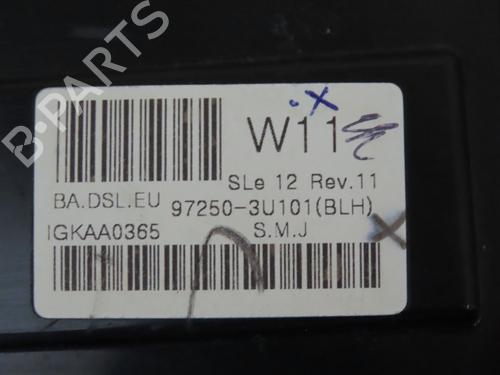 B-PARTS
W11
SLe 12 Rev.11
BA.DSL.EU
97250-3U101(BLH)
IGKAA0365
S.M.J